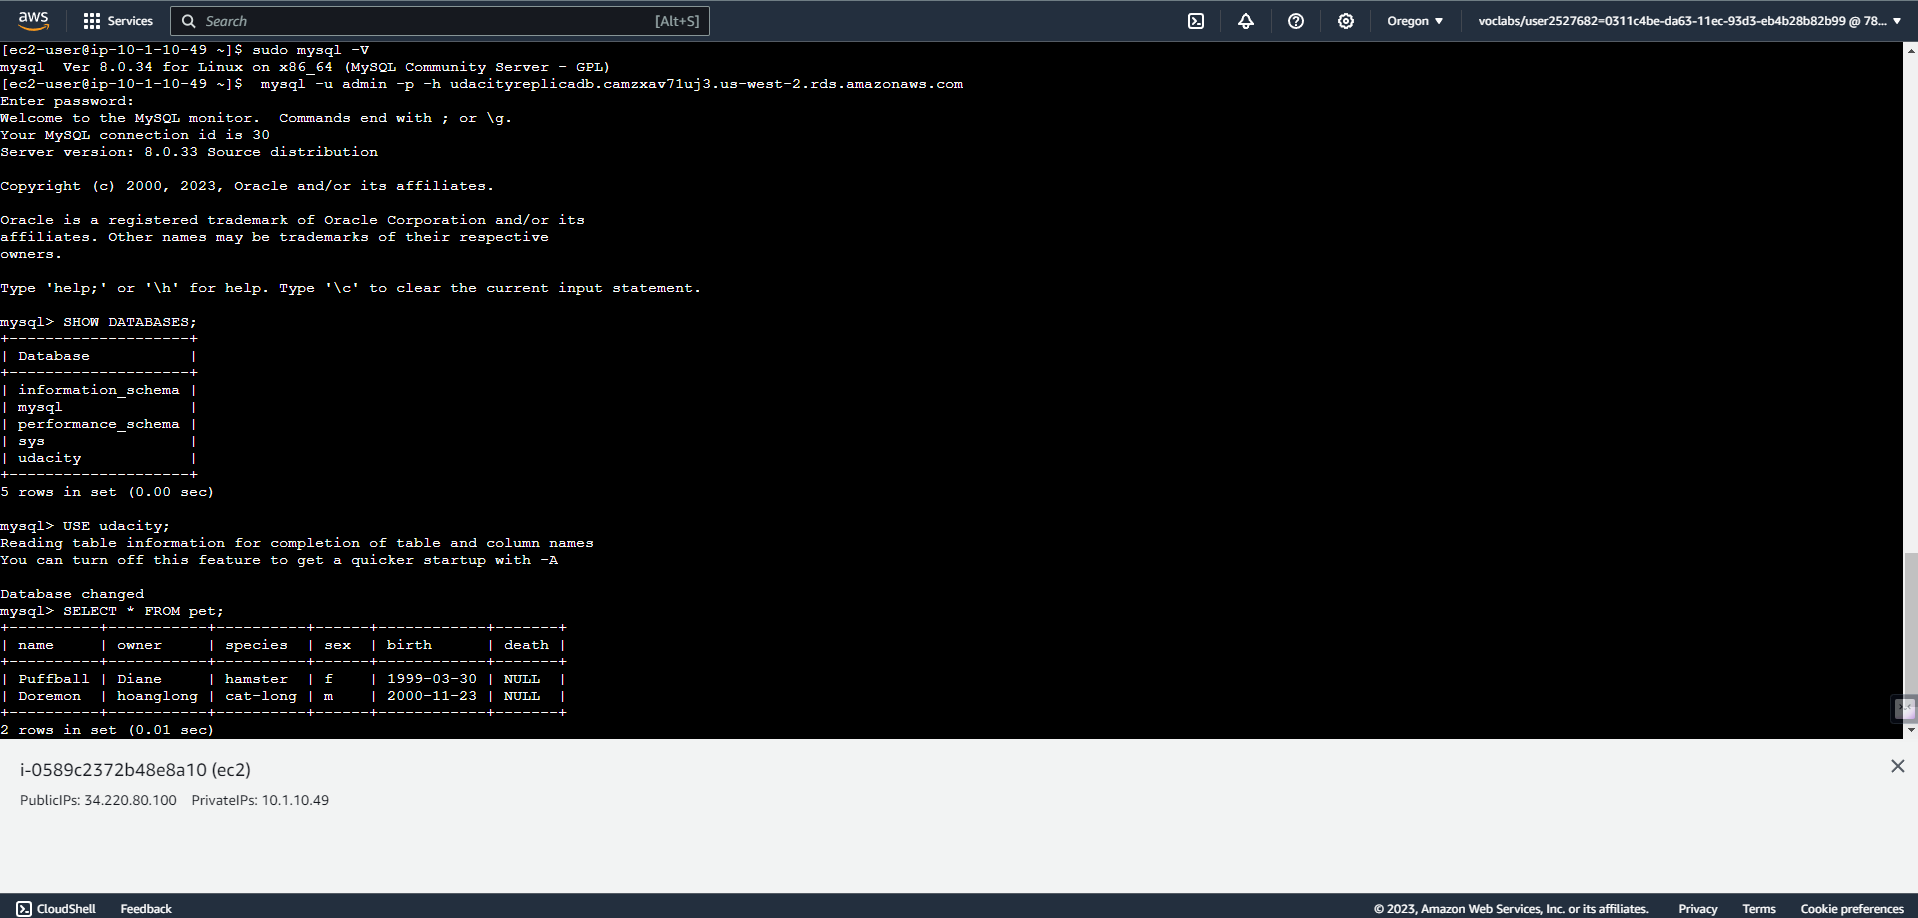 aws Services Search [Alt+S] Oregon ▼ voclabs/user2527682=0311c4be-da63-11ec-93d3-eb4b28b82b99 @ 78... ▼
[ec2-user@ip-10-1-10-49 ~]$ sudo mysql -V
mysql  Ver 8.0.34 for Linux on x86_64 (MySQL Community Server - GPL)
[ec2-user@ip-10-1-10-49 ~]$  mysql -u admin -p -h udacityreplicadb.camzxav71uj3.us-west-2.rds.amazonaws.com
Enter password:
Welcome to the MySQL monitor.  Commands end with ; or \g.
Your MySQL connection id is 30
Server version: 8.0.33 Source distribution
Copyright (c) 2000, 2023, Oracle and/or its affiliates.
Oracle is a registered trademark of Oracle Corporation and/or its
affiliates. Other names may be trademarks of their respective
owners.
Type 'help;' or '\h' for help. Type '\c' to clear the current input statement.
mysql> SHOW DATABASES;
+--------------------+
| Database           |
+--------------------+
| information_schema |
| mysql              |
| performance_schema |
| sys                |
| udacity            |
+--------------------+
5 rows in set (0.00 sec)
mysql> USE udacity;
Reading table information for completion of table and column names
You can turn off this feature to get a quicker startup with -A
Database changed
mysql> SELECT * FROM pet;
+----------+-----------+----------+------+------------+-------+
| name     | owner     | species  | sex  | birth      | death |
+----------+-----------+----------+------+------------+-------+
| Puffball | Diane     | hamster  | f    | 1999-03-30 | NULL  |
| Doremon  | hoanglong | cat-long | m    | 2000-11-23 | NULL  |
+----------+-----------+----------+------+------------+-------+
2 rows in set (0.01 sec)
i-0589c2372b48e8a10 (ec2)
PublicIPs: 34.220.80.100 PrivateIPs: 10.1.10.49
CloudShell Feedback © 2023, Amazon Web Services, Inc. or its affiliates. Privacy Terms Cookie preferences